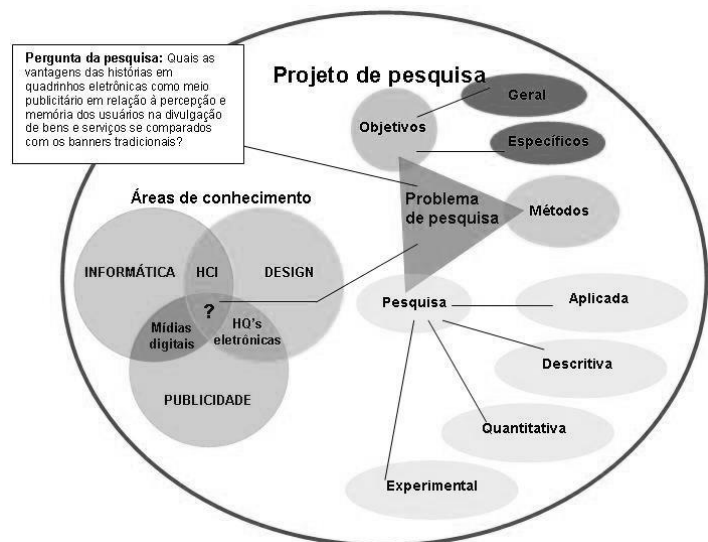 Pergunta da pesquisa: Quais as
vantagens das histórias em
quadrinhos eletrônicas como meio
publicitário em relação à percepção e
memória dos usuários na divulgação
de bens e serviços se comparados
com os banners tradicionais?
Projeto de pesquisa
Geral
Objetivos
Específicos
Problema
de pesquisa
Métodos
Áreas de conhecimento
INFORMÁTICA
HCI
DESIGN
?
Mídias
digitais
HQ's
eletrônicas
PUBLICIDADE
Pesquisa
Aplicada
Descritiva
Quantitativa
Experimental